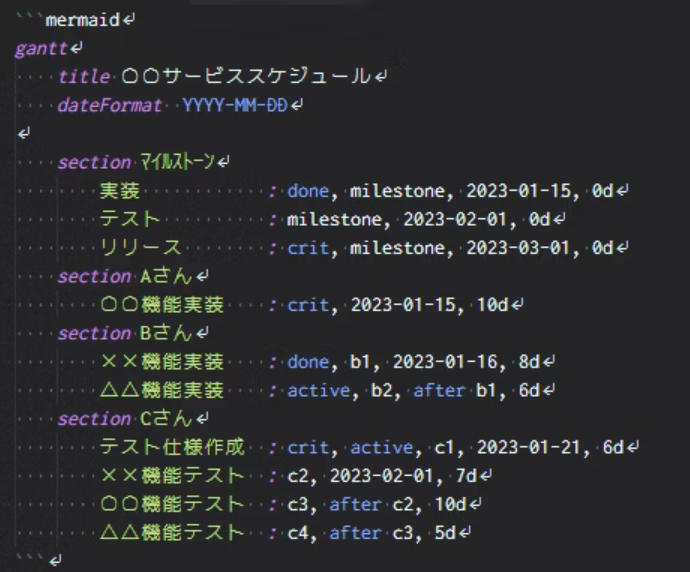 ```mermaid
gantt
    title 〇〇サービススケジュール
    dateFormat  YYYY-MM-DD

    section ﾏｲﾙｽﾄｰﾝ
        実装            : done, milestone, 2023-01-15, 0d
        テスト          : milestone, 2023-02-01, 0d
        リリース        : crit, milestone, 2023-03-01, 0d
    section Aさん
        〇〇機能実装    : crit, 2023-01-15, 10d
    section Bさん
        ××機能実装    : done, b1, 2023-01-16, 8d
        △△機能実装    : active, b2, after b1, 6d
    section Cさん
        テスト仕様作成  : crit, active, c1, 2023-01-21, 6d
        ××機能テスト  : c2, 2023-02-01, 7d
        〇〇機能テスト  : c3, after c2, 10d
        △△機能テスト  : c4, after c3, 5d
```